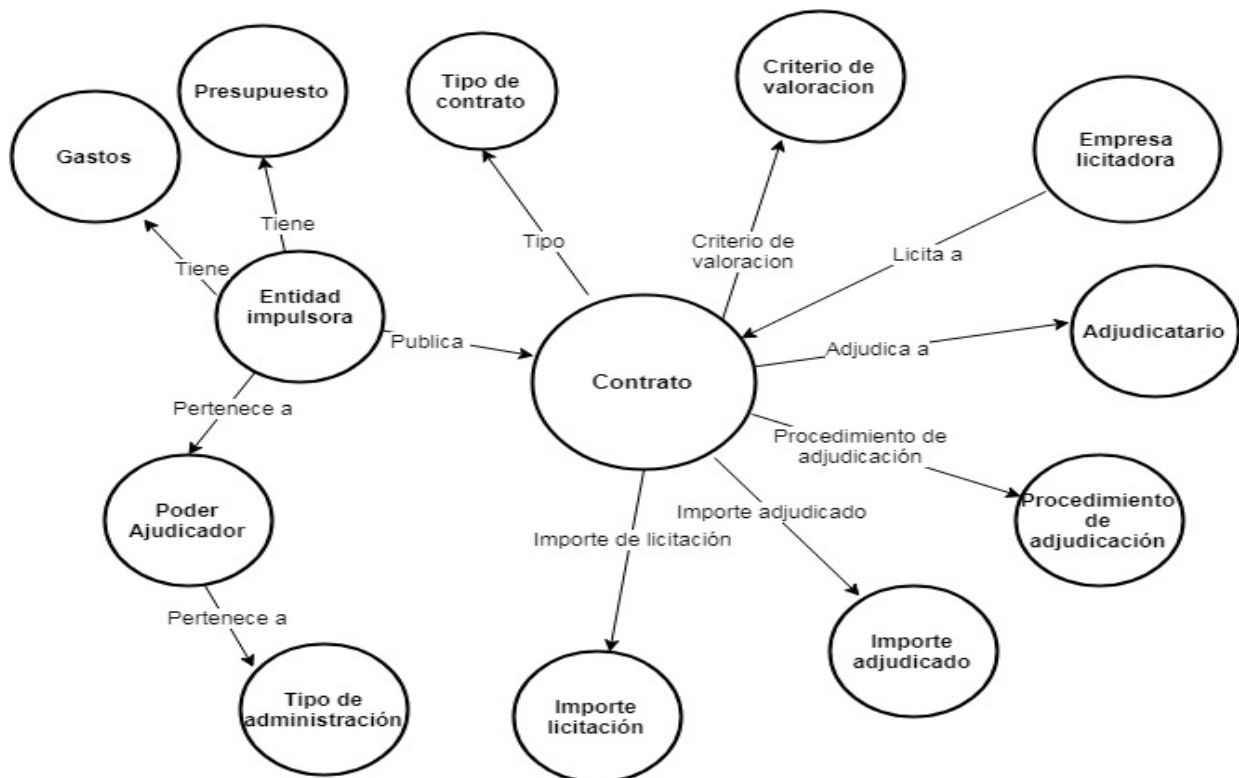 Presupuesto
Tipo de
contrato
Criterio de
valoracion
Gastos
Empresa
licitadora
Tiene
Tiene
Tipo
Criterio de
valoracion
Licita a
Entidad
impulsora
Publica
Contrato
Adjudica a
Adjudicatario
Pertenece a
Procedimiento de
adjudicación
Poder
Ajudicador
Importe adjudicado
Procedimiento
de
adjudicación
Importe de licitación
Pertenece a
Importe
adjudicado
Tipo de
administración
Importe
licitación